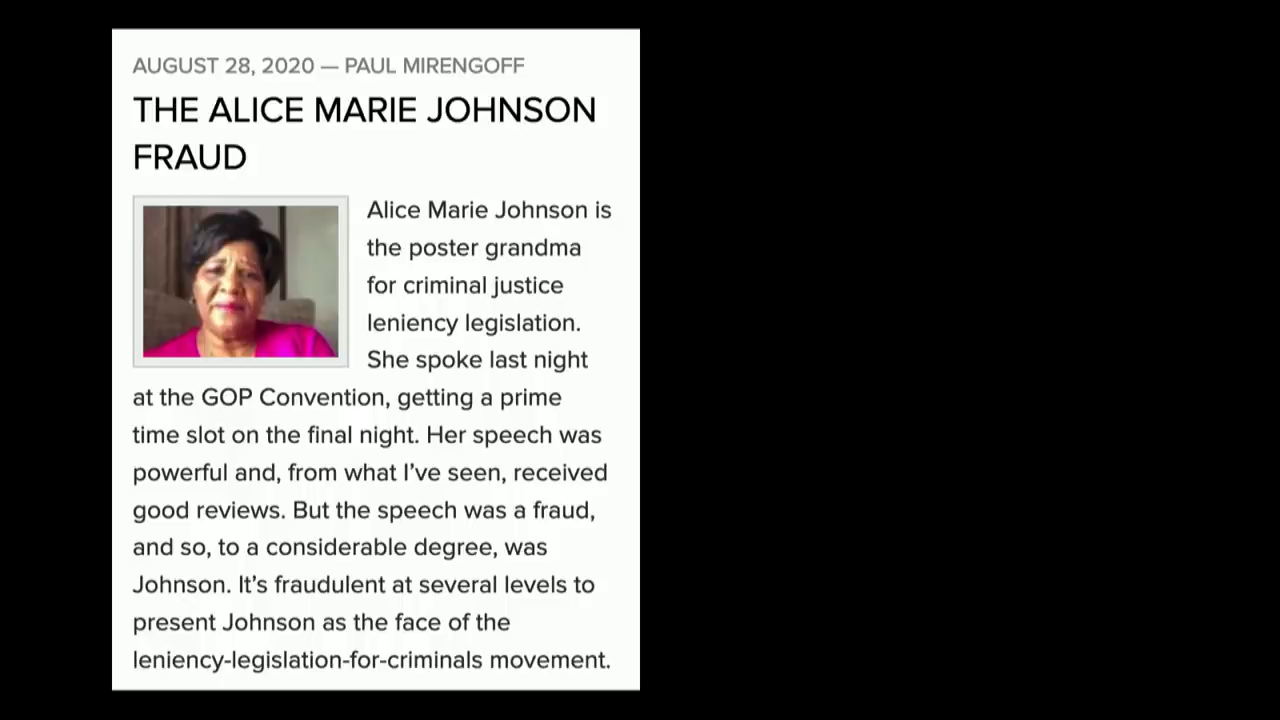 AUGUST 28, 2020 — PAUL MIRENGOFF
THE ALICE MARIE JOHNSON
FRAUD
Alice Marie Johnson is
the poster grandma
for criminal justice
leniency legislation.
She spoke last night
at the GOP Convention, getting a prime
time slot on the final night. Her speech was
powerful and, from what I’ve seen, received
good reviews. But the speech was a fraud,
and so, to a considerable degree, was
Johnson. It’s fraudulent at several levels to
present Johnson as the face of the
leniency-legislation-for-criminals movement.